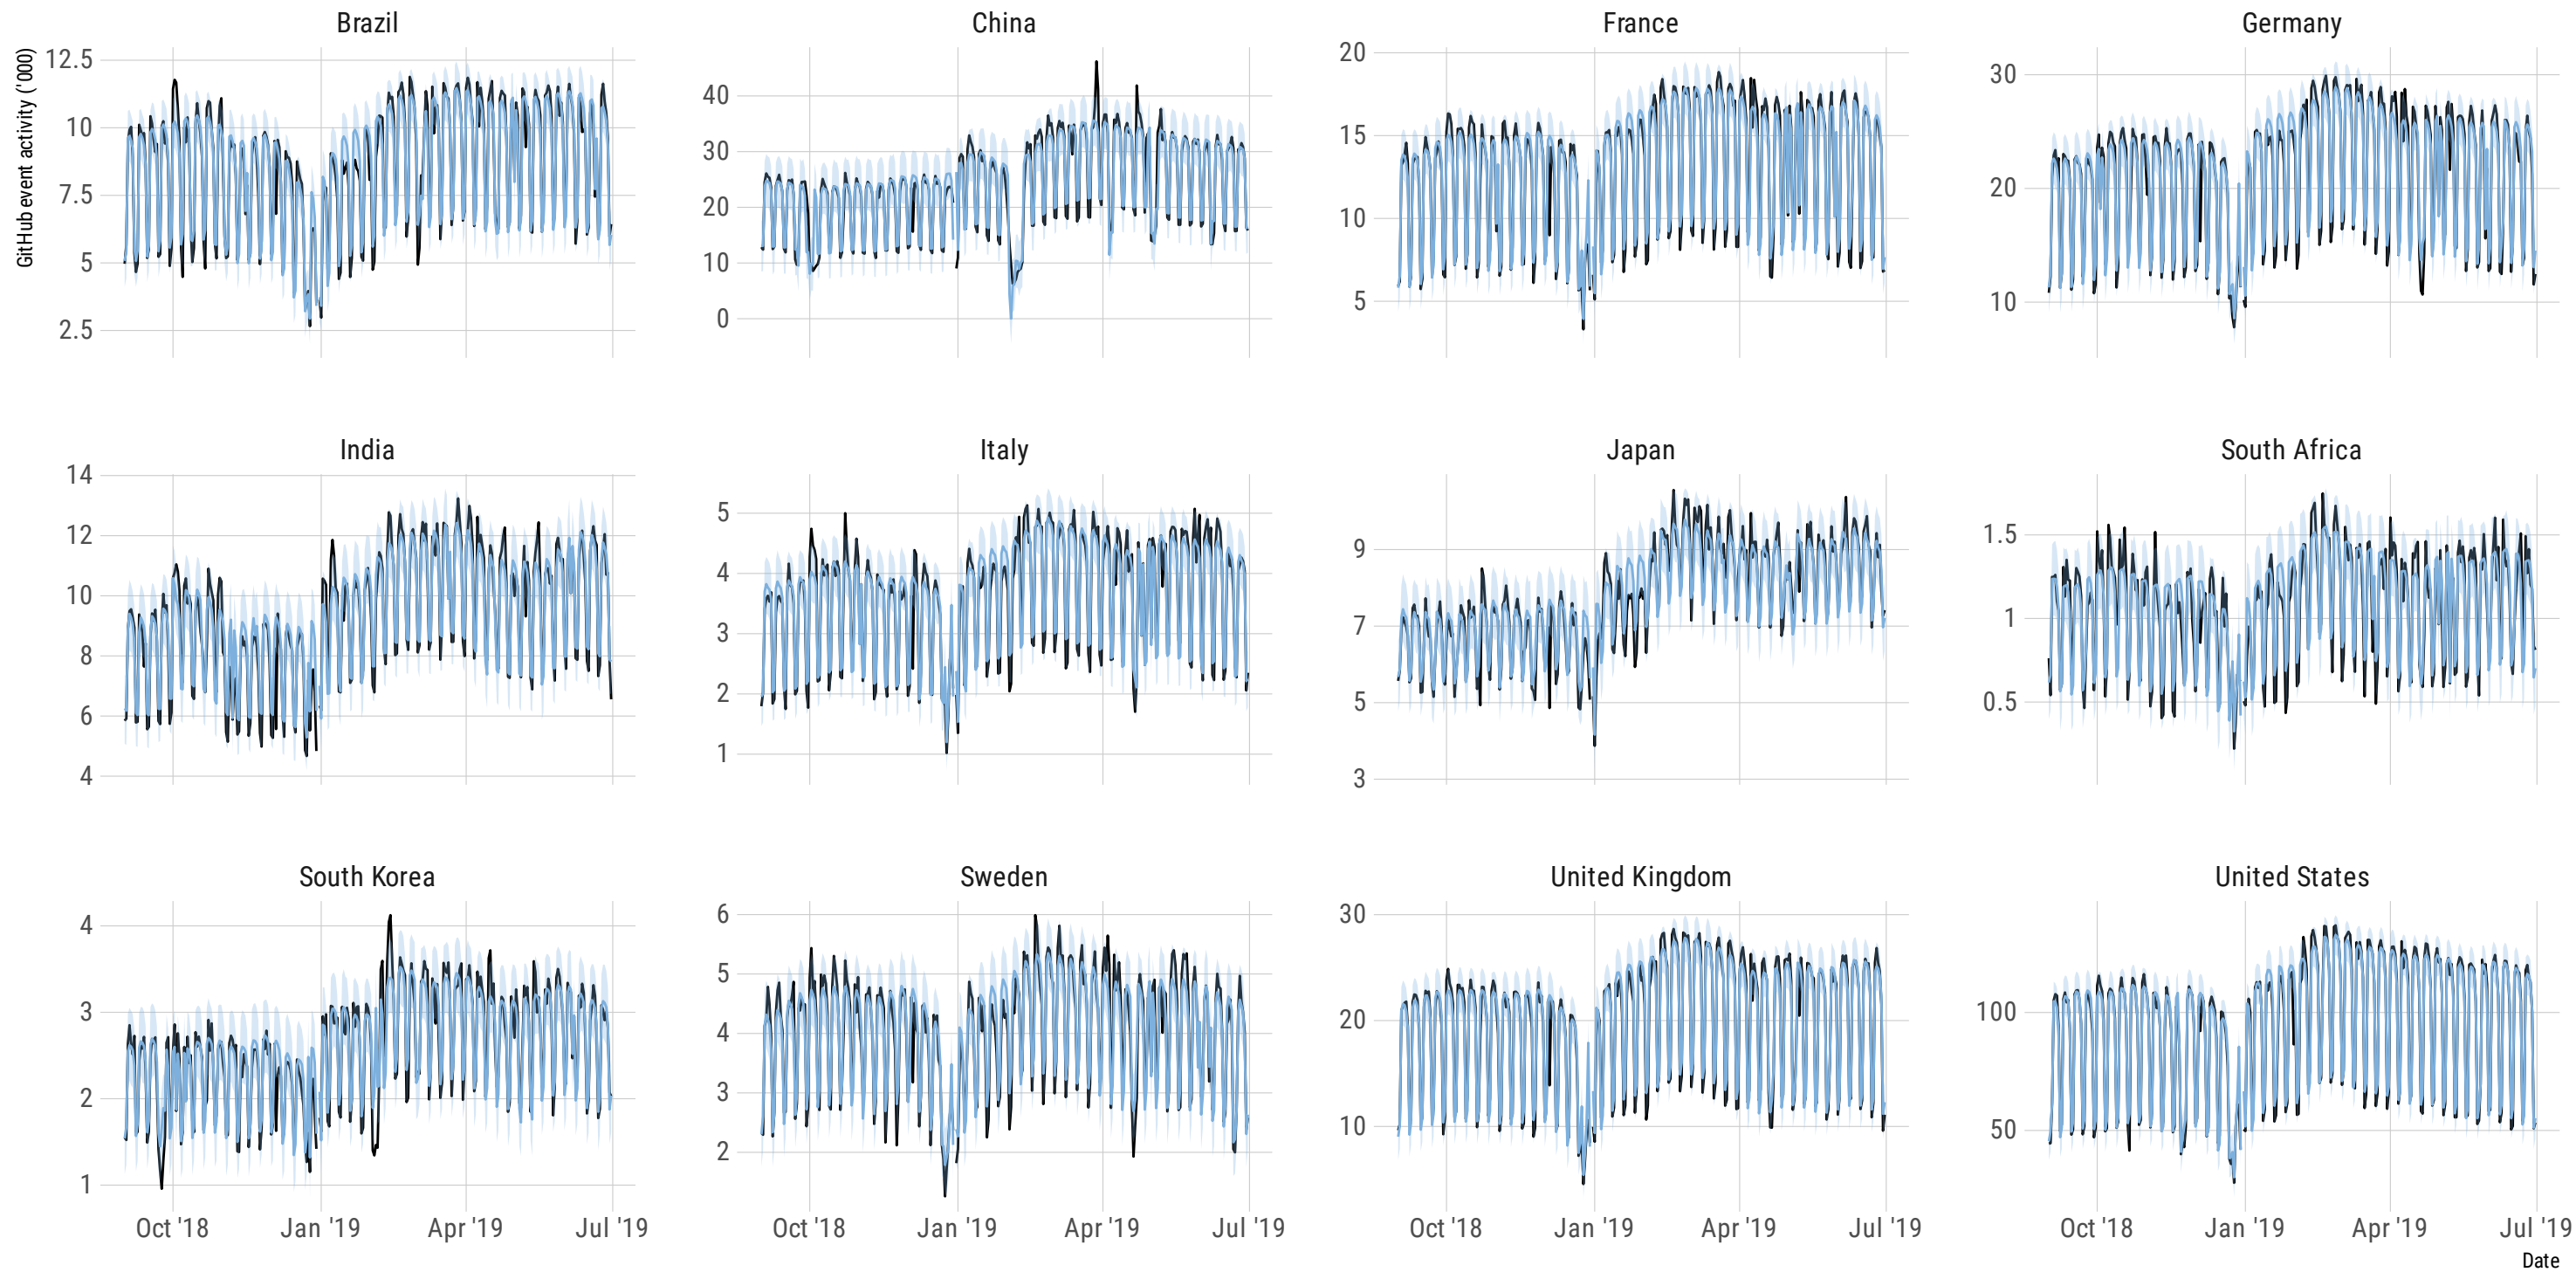 Brazil
China
France
Germany
GitHub event activity ('000)
12.5
10
7.5
5
2.5
40
30
20
10
0
20
15
10
5
30
20
10
India
Italy
Japan
South Africa
14
12
10
8
6
4
5
4
3
2
1
9
7
5
3
1.5
1
0.5
South Korea
Sweden
United Kingdom
United States
4
3
2
1
6
5
4
3
2
30
20
10
100
50
Oct '18 Jan '19 Apr '19 Jul '19
Oct '18 Jan '19 Apr '19 Jul '19
Oct '18 Jan '19 Apr '19 Jul '19
Oct '18 Jan '19 Apr '19 Jul '19
Date